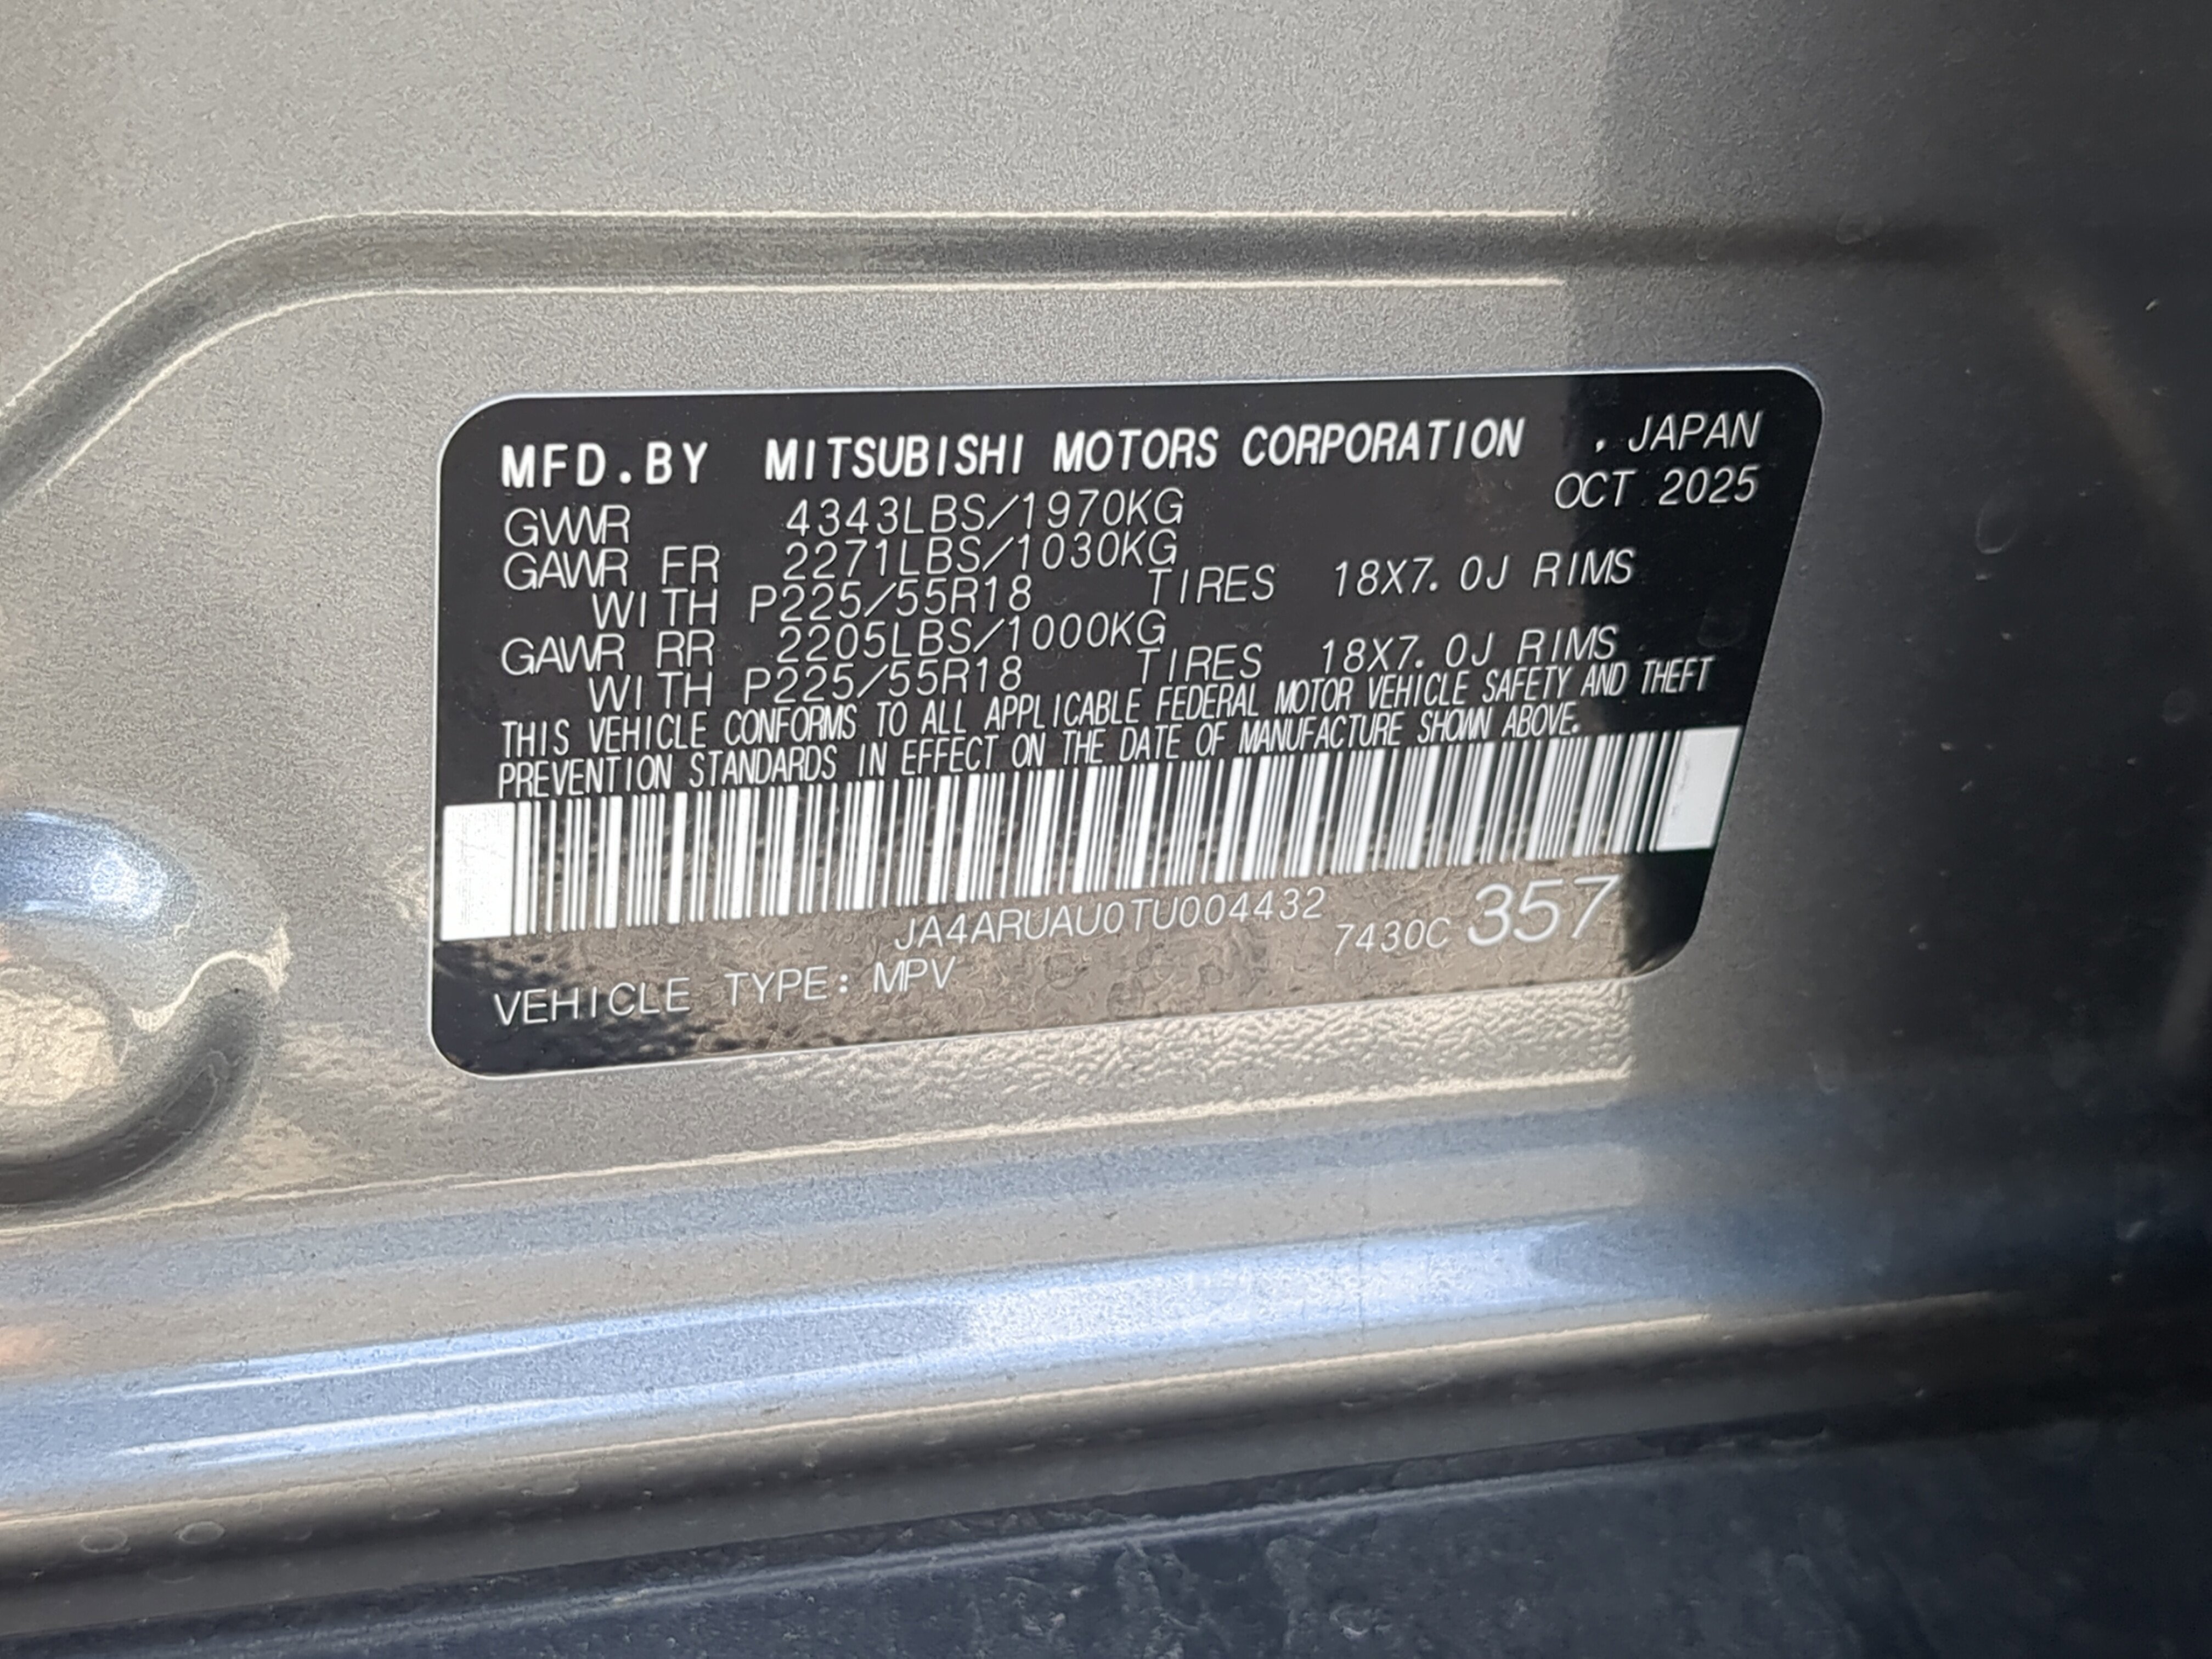 MFD.BY MITSUBISHI MOTORS CORPORATION , JAPAN
OCT 2025
GVWR 4343LBS/1970KG
GAWR FR 2271LBS/1030KG
WITH P225/55R18 TIRES 18X7.0J RIMS
GAWR RR 2205LBS/1000KG
WITH P225/55R18 TIRES 18X7.0J RIMS
THIS VEHICLE CONFORMS TO ALL APPLICABLE FEDERAL MOTOR VEHICLE SAFETY AND THEFT
PREVENTION STANDARDS IN EFFECT ON THE DATE OF MANUFACTURE SHOWN ABOVE.
JA4ARUAU0TU004432 7430C 357
VEHICLE TYPE: MPV